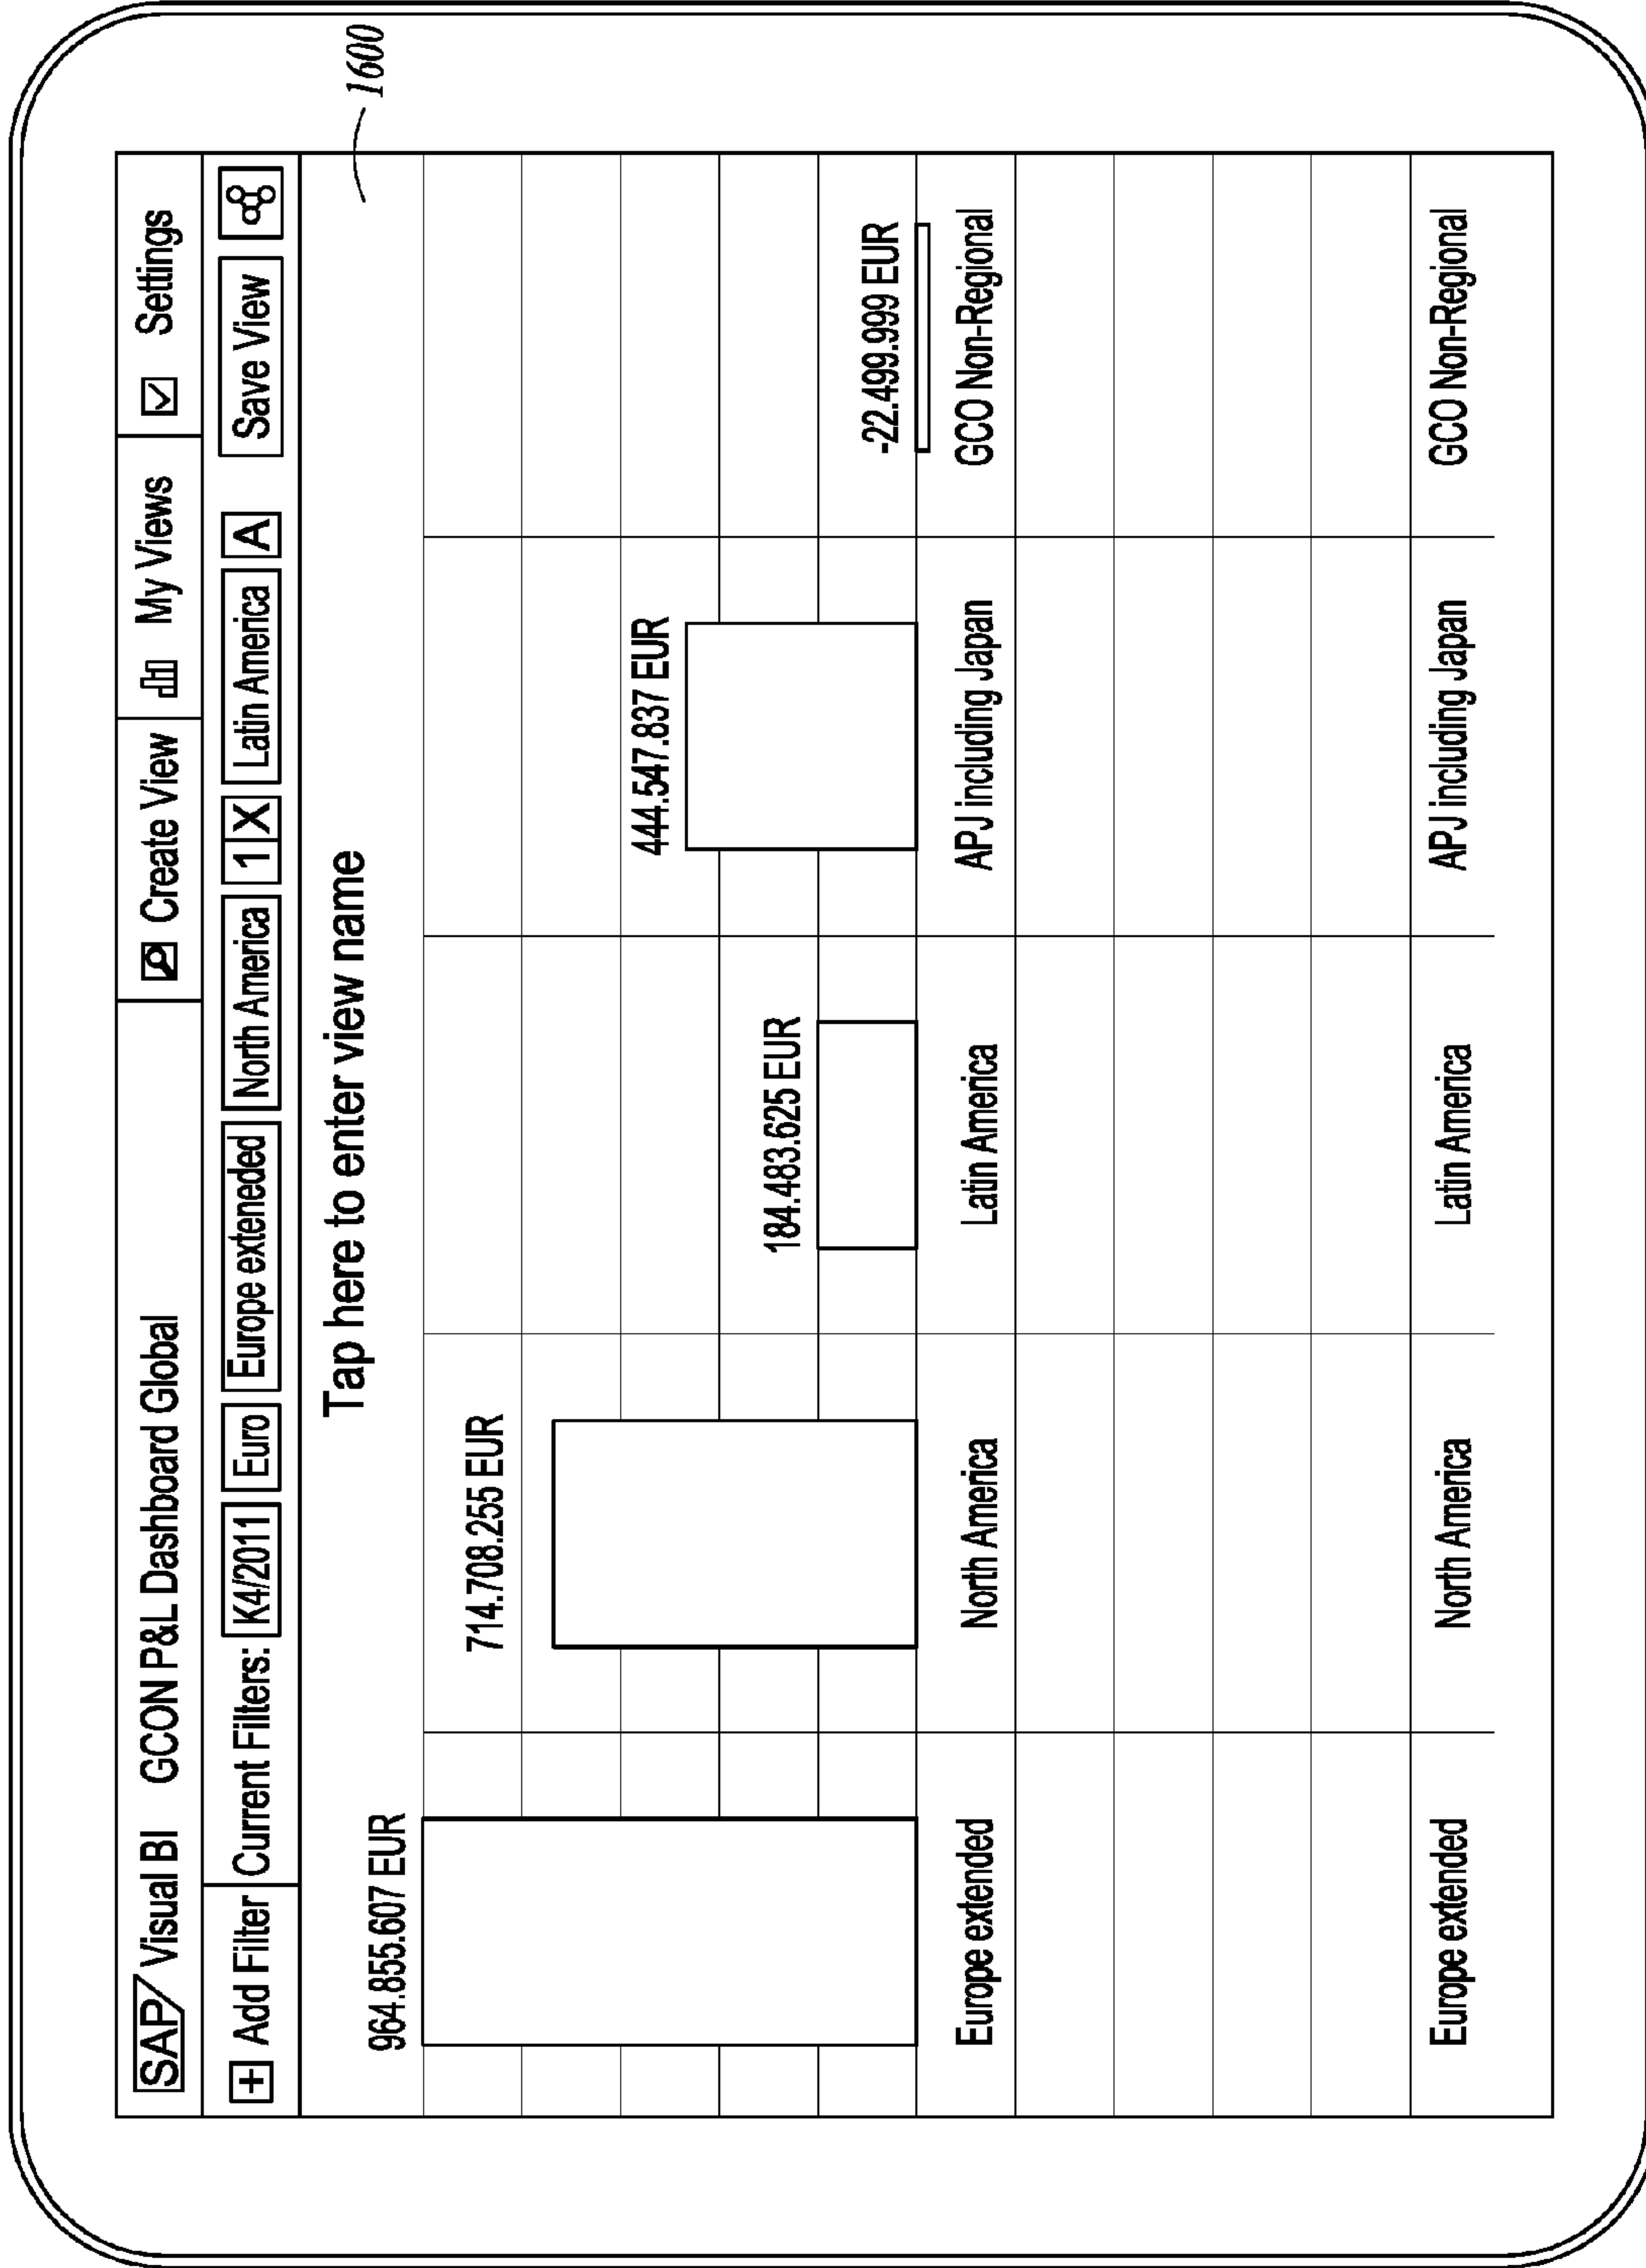 SAP Visual BI GCON P&L Dashboard Global Create View My Views Settings
+ Add Filter Current Filters: K4/2011 Euro Europe exteneded North America 1 X Latin America A Save View
Tap here to enter view name
1600
964.855.607 EUR
714.708.255 EUR
444.547.837 EUR
184.483.625 EUR
-22.499.999 EUR
Europe extended North America Latin America APJ including Japan GCO Non-Regional
Europe extended North America Latin America APJ including Japan GCO Non-Regional